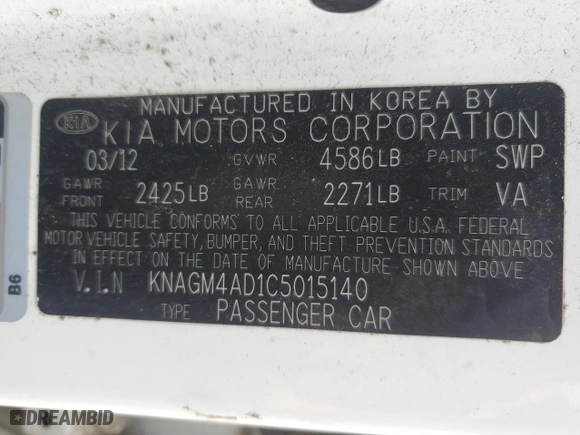 MANUFACTURED IN KOREA BY
KIA KIA MOTORS CORPORATION
03/12 GVWR 4586LB PAINT SWP
GAWR FRONT 2425LB GAWR REAR 2271LB TRIM VA
THIS VEHICLE CONFORMS TO ALL APPLICABLE U.S.A. FEDERAL
MOTOR VEHICLE SAFETY, BUMPER, AND THEFT PREVENTION STANDARDS
IN EFFECT ON THE DATE OF MANUFACTURE SHOWN ABOVE
V.I.N KNAGM4AD1C5015140
TYPE PASSENGER CAR
B6
DREAMBID